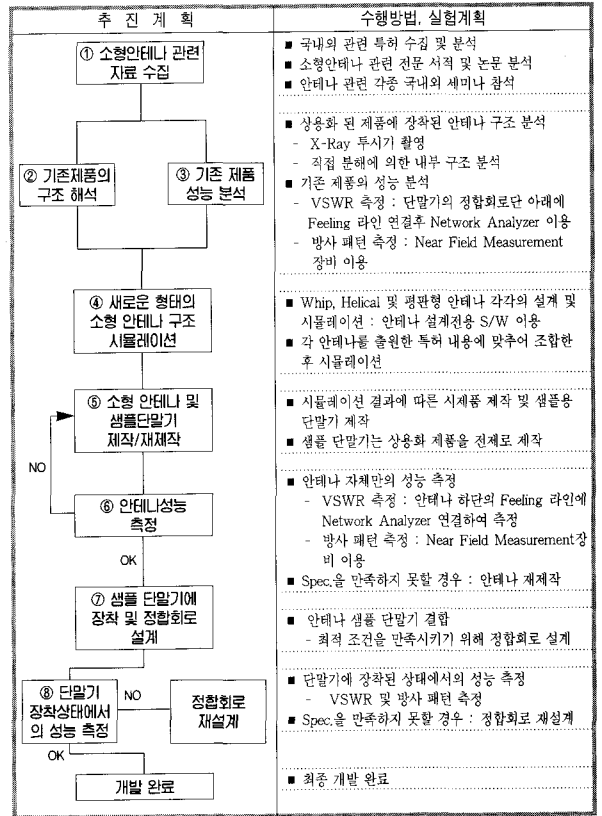 추 진 계 획
수행방법, 실험계획
① 소형안테나 관련
자료 수집
■ 국내외 관련 특허 수집 및 분석
■ 소형안테나 관련 전문 서적 및 논문 분석
■ 안테나 관련 각종 국내외 세미나 참석
② 기존제품의
구조 해석
③ 기존 제품
성능 분석
■ 상용화 된 제품에 장착된 안테나 구조 분석
- X-Ray 투시기 촬영
- 직접 분해에 의한 내부 구조 분석
■ 기존 제품의 성능 분석
- VSWR 측정 : 단말기의 정합회로단 아래에
Feeling 라인 연결후 Network Analyzer 이용
- 방사 패턴 측정 : Near Field Measurement
장비 이용
④ 새로운 형태의
소형 안테나 구조
시뮬레이션
■ Whip, Helical 및 평판형 안테나 각각의 설계 및
시뮬레이션 : 안테나 설계전용 S/W 이용
■ 각 안테나를 출원한 특허 내용에 맞추어 조합한
후 시뮬레이션
⑤ 소형 안테나 및
샘플단말기
제작/재제작
■ 시뮬레이션 결과에 따른 시제품 제작 및 샘플용
단말기 제작
■ 샘플 단말기는 상용화 제품을 전제로 제작
NO
⑥ 안테나성능
측정
OK
■ 안테나 자체만의 성능 측정
- VSWR 측정 : 안테나 하단의 Feeling 라인에
Network Analyzer 연결하여 측정
- 방사 패턴 측정 : Near Field Measurement장
비 이용
■ Spec.을 만족하지 못할 경우 : 안테나 재제작
⑦ 샘플 단말기에
장착 및 정합회로
설계
■ 안테나 샘플 단말기 결합
- 최적 조건을 만족시키기 위해 정합회로 설계
⑧ 단말기
장착상태에서
의 성능 측정
NO
정합회로
재설계
OK
■ 단말기에 장착된 상태에서의 성능 측정
- VSWR 및 방사 패턴 측정
■ Spec.을 만족하지 못할 경우 : 정합회로 재설계
개발 완료
■ 최종 개발 완료